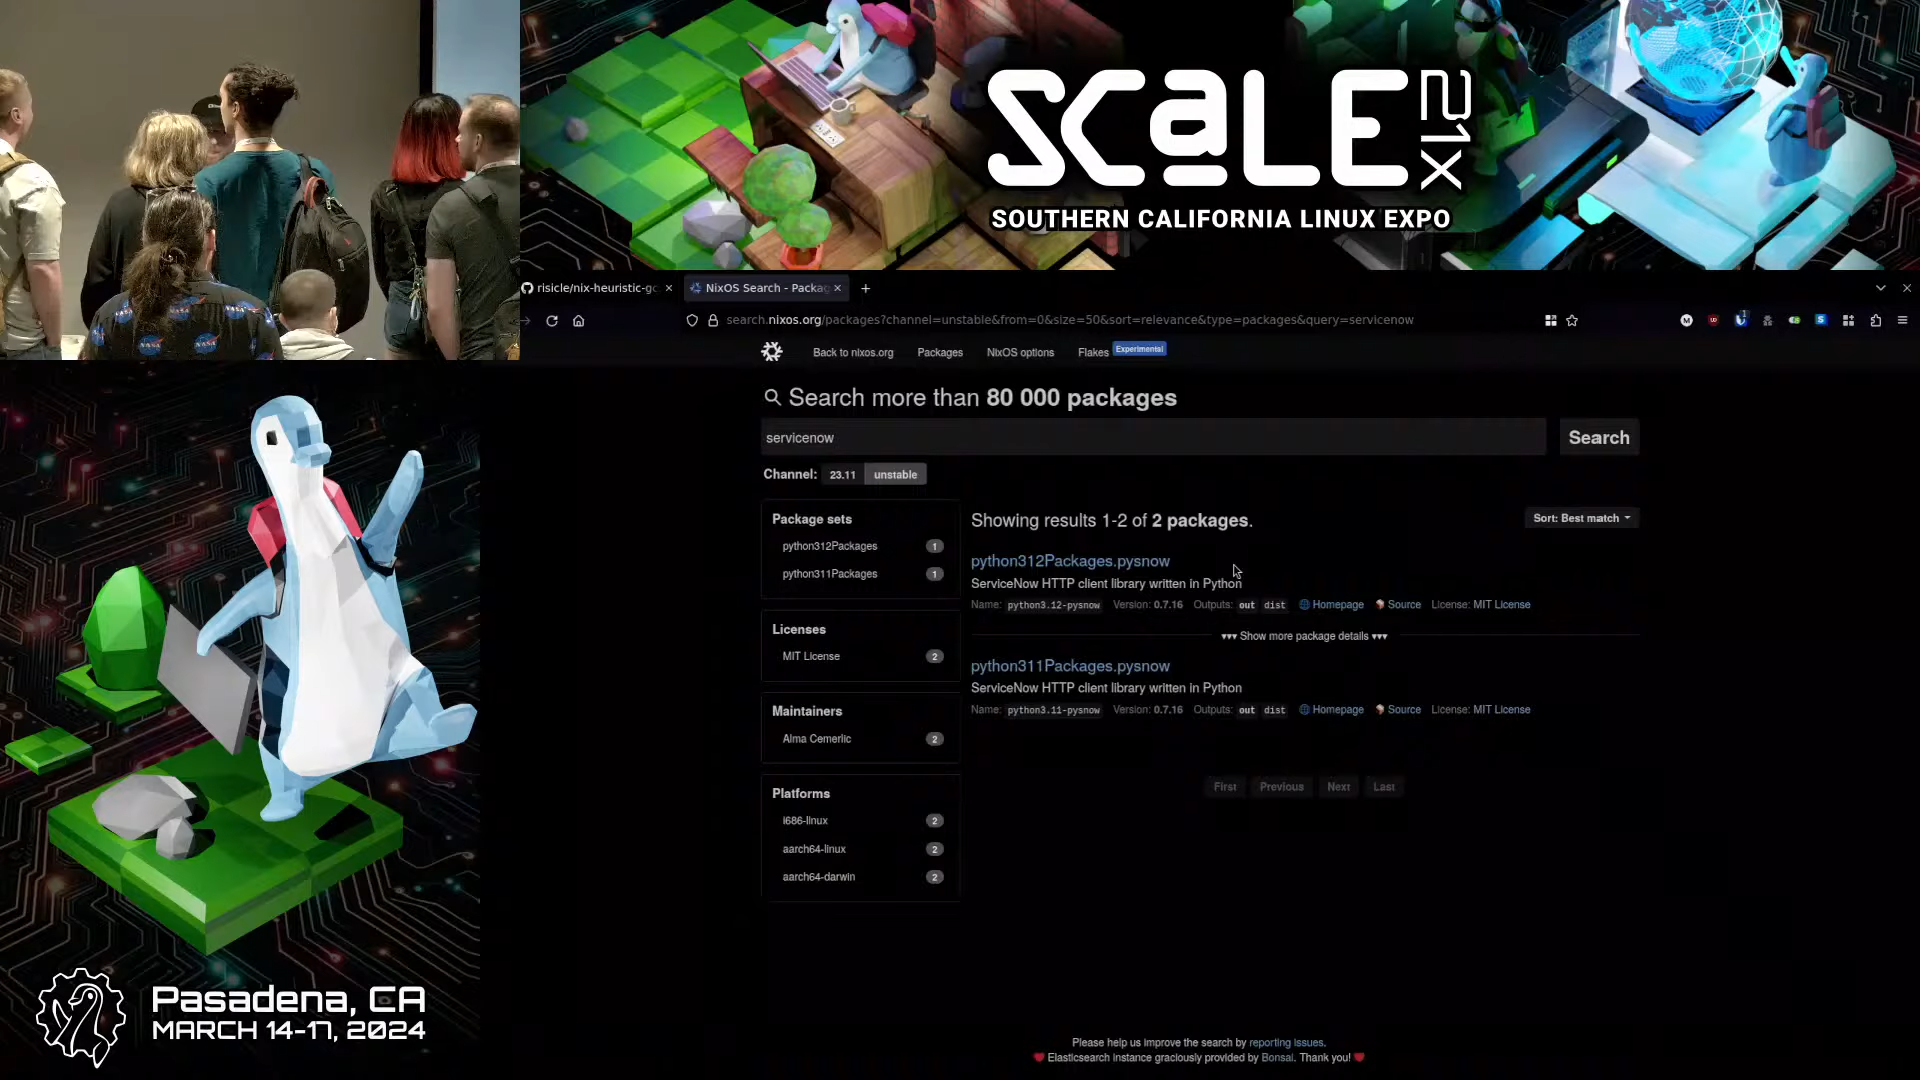 SCaLE 21X
SOUTHERN CALIFORNIA LINUX EXPO
risicle/nix-heuristic-gc
NixOS Search - Packag
search.nixos.org/packages?channel=unstable&from=0&size=50&sort=relevance&type=packages&query=servicenow
Back to nixos.org Packages NixOS options Flakes Experimental
Search more than 80 000 packages
servicenow
Search
Channel: 23.11 unstable
Package sets
python312Packages 1
python311Packages 1
Licenses
MIT License 2
Maintainers
Alma Cemerlic 2
Platforms
i686-linux 2
aarch64-linux 2
aarch64-darwin 2
Showing results 1-2 of 2 packages.
Sort: Best match
python312Packages.pysnow
ServiceNow HTTP client library written in Python
Name: python3.12-pysnow Version: 0.7.16 Outputs: out dist Homepage Source License: MIT License
▾▾▾ Show more package details ▾▾▾
python311Packages.pysnow
ServiceNow HTTP client library written in Python
Name: python3.11-pysnow Version: 0.7.16 Outputs: out dist Homepage Source License: MIT License
First Previous Next Last
Please help us improve the search by reporting issues.
Elasticsearch instance graciously provided by Bonsai. Thank you!
NASA
NASA
Pasadena, CA
MARCH 14-17, 2024